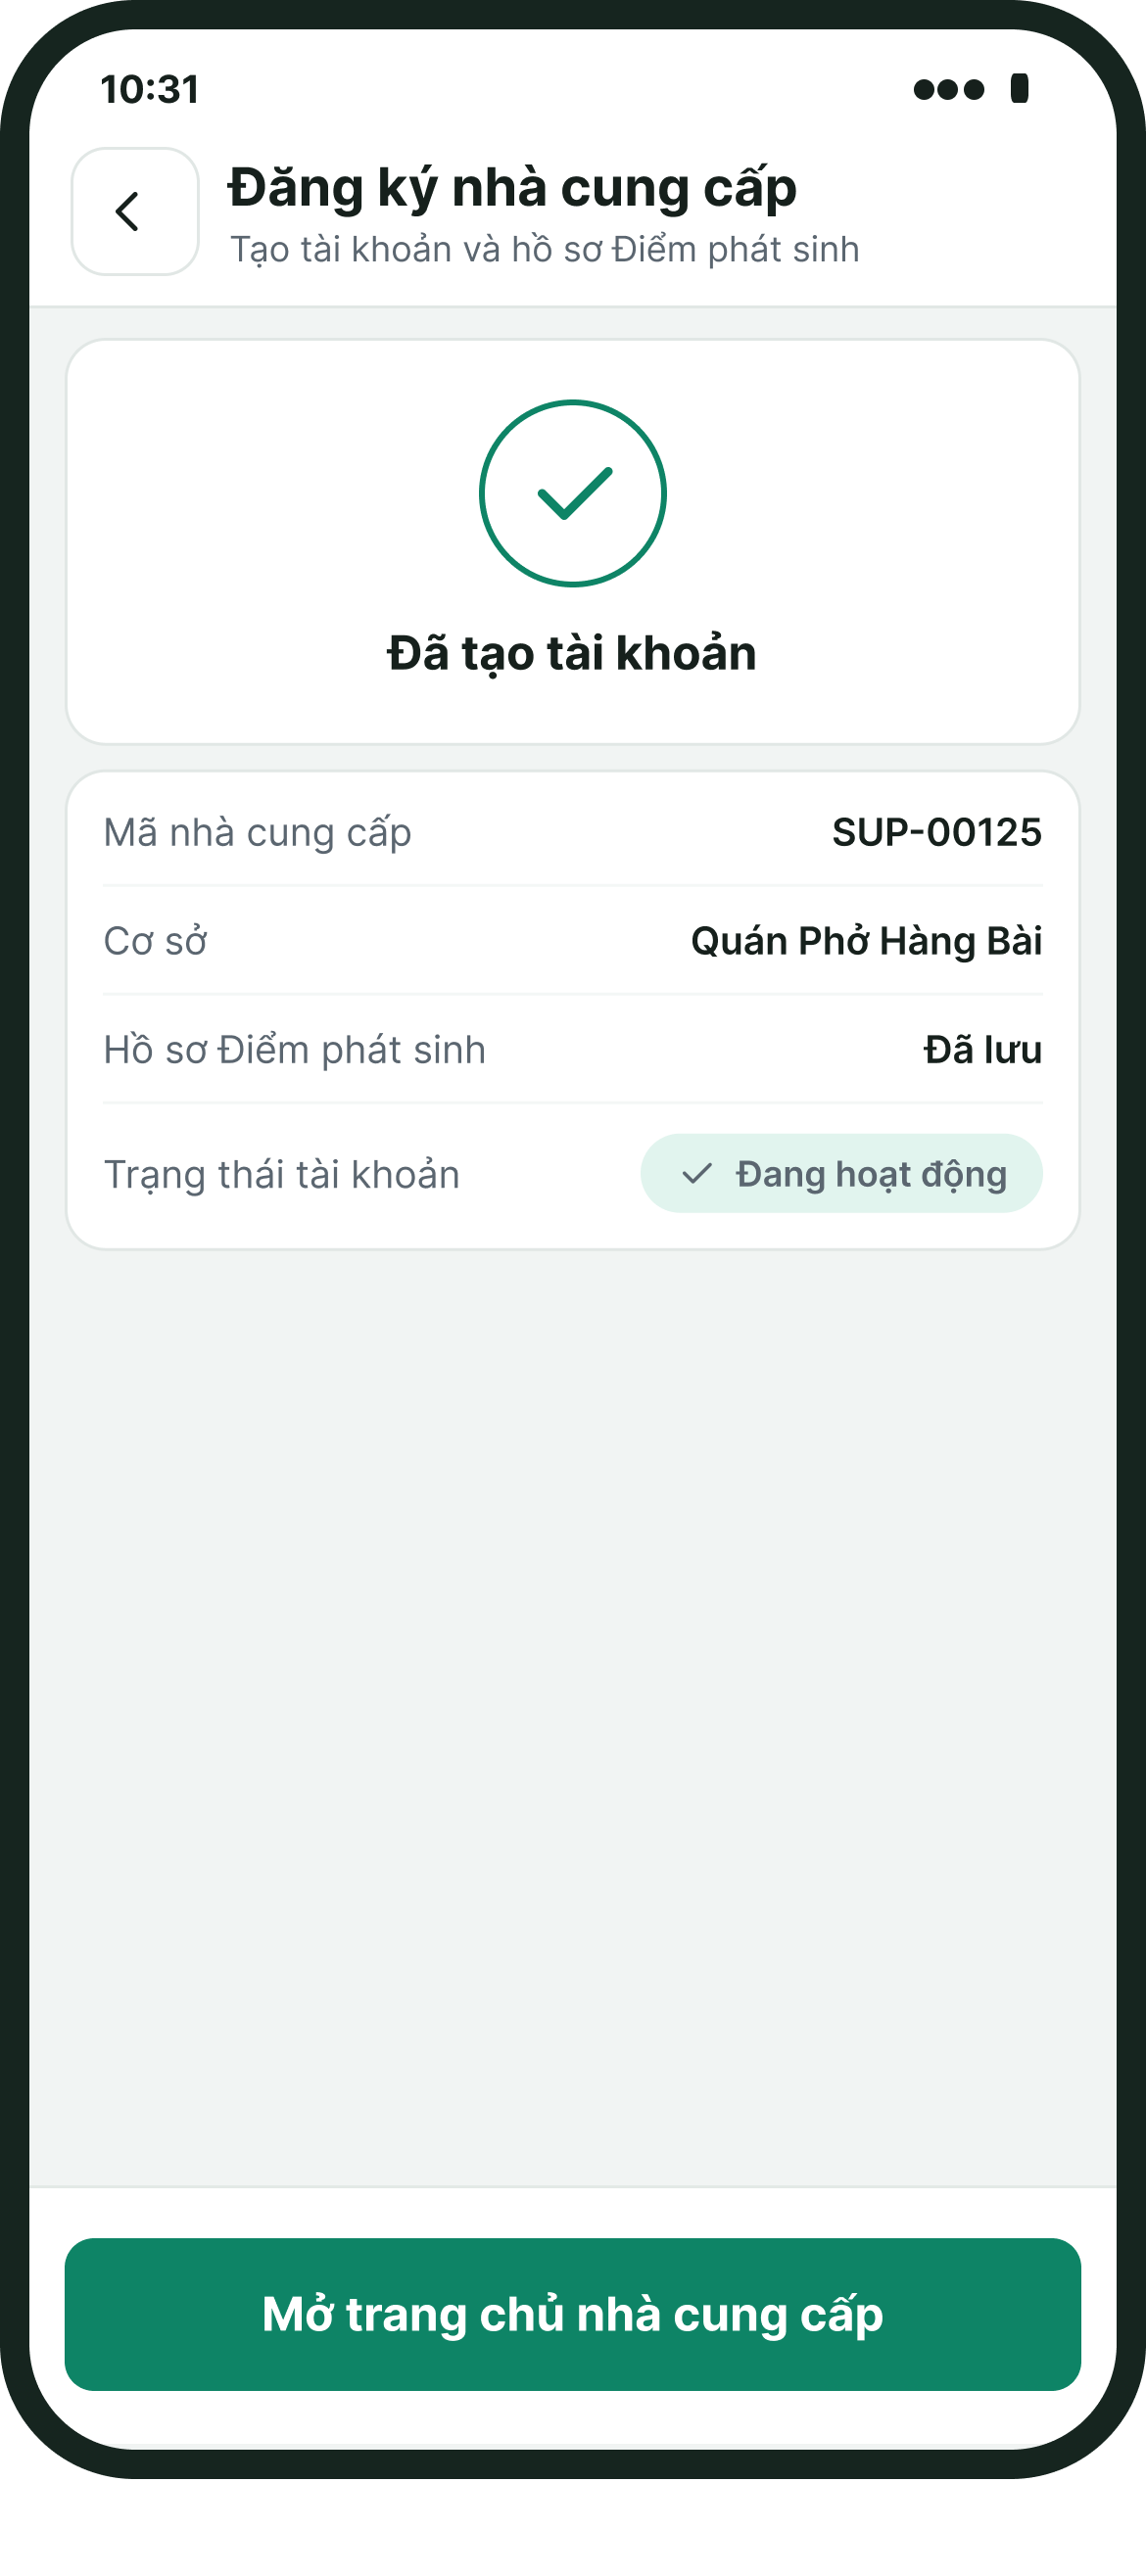 10:31
Đăng ký nhà cung cấp
Tạo tài khoản và hồ sơ Điểm phát sinh
Đã tạo tài khoản
Mã nhà cung cấp SUP-00125
Cơ sở Quán Phở Hàng Bài
Hồ sơ Điểm phát sinh Đã lưu
Trạng thái tài khoản Đang hoạt động
Mở trang chủ nhà cung cấp